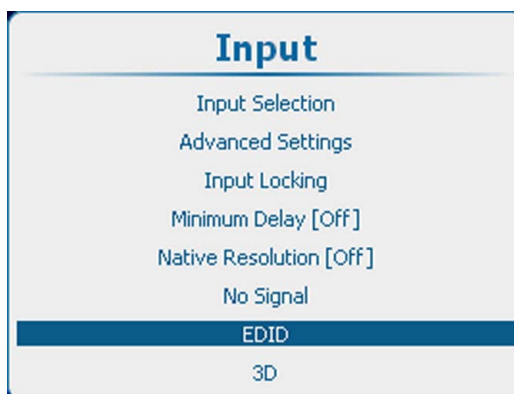 Input
Input Selection
Advanced Settings
Input Locking
Minimum Delay [Off]
Native Resolution [Off]
No Signal
EDID
3D